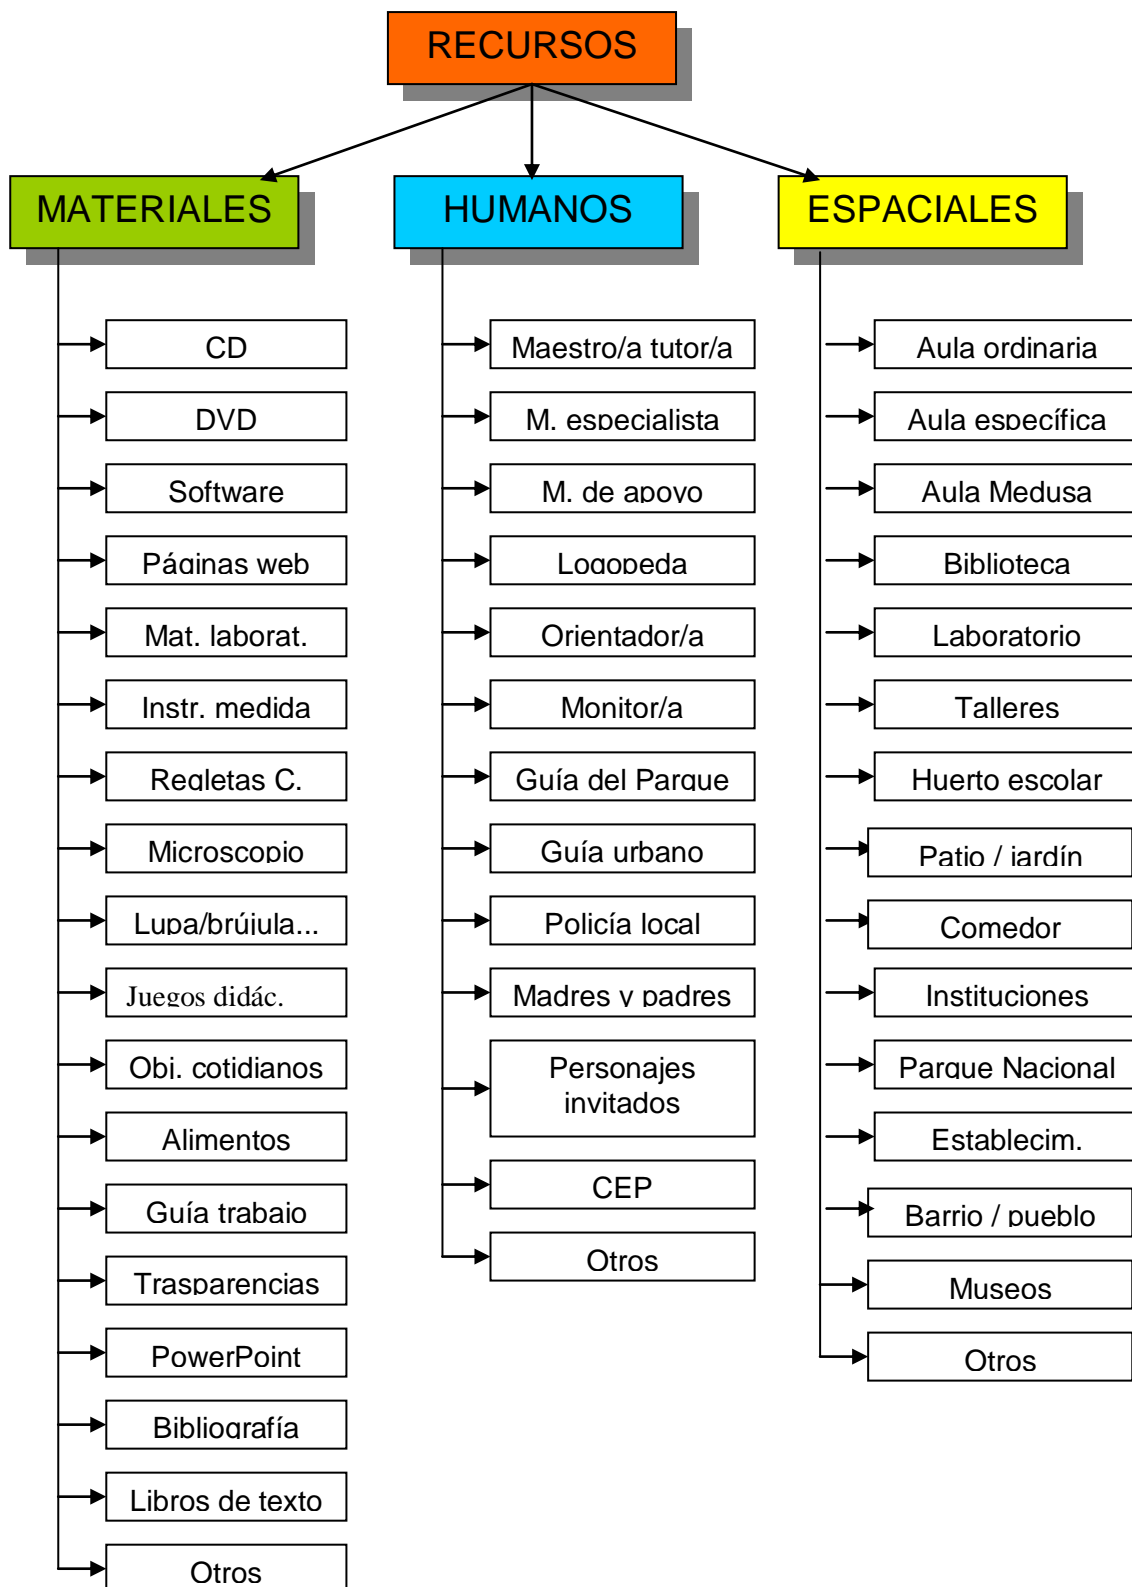 RECURSOS
MATERIALES
HUMANOS
ESPACIALES
CD
DVD
Software
Páginas web
Mat. laborat.
Instr. medida
Regletas C.
Microscopio
Lupa/brújula...
Juegos didác.
Obj. cotidianos
Alimentos
Guía trabajo
Trasparencias
PowerPoint
Bibliografía
Libros de texto
Otros
Maestro/a tutor/a
M. especialista
M. de apoyo
Logopeda
Orientador/a
Monitor/a
Guía del Parque
Guía urbano
Policía local
Madres y padres
Personajes
invitados
CEP
Otros
Aula ordinaria
Aula específica
Aula Medusa
Biblioteca
Laboratorio
Talleres
Huerto escolar
Patio / jardín
Comedor
Instituciones
Parque Nacional
Establecim.
Barrio / pueblo
Museos
Otros